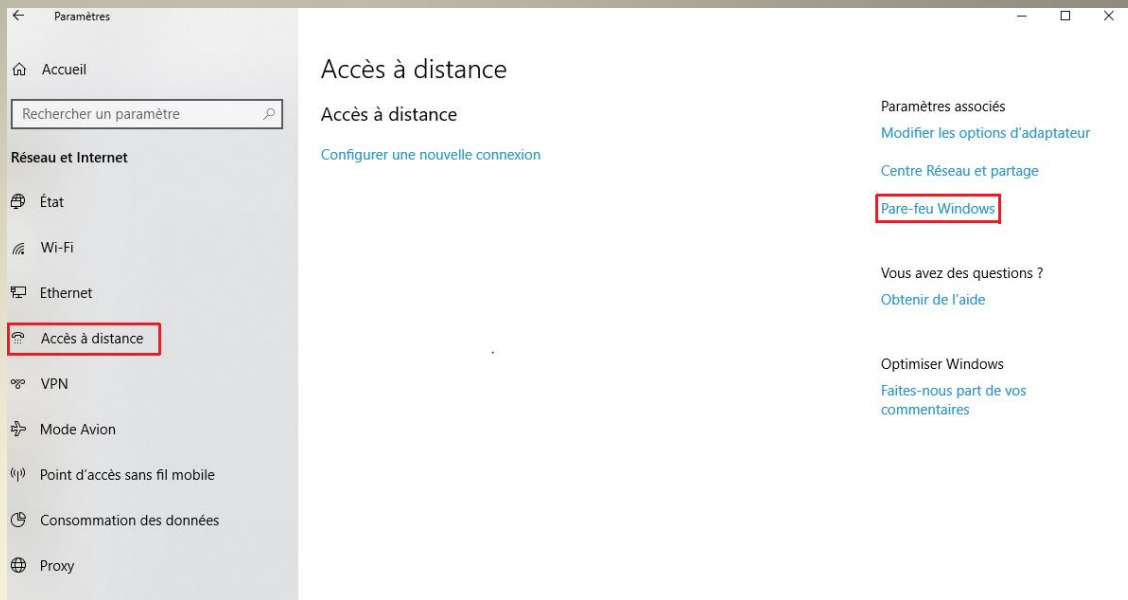 Paramètres
Accueil
Rechercher un paramètre
Réseau et Internet
État
Wi-Fi
Ethernet
Accès à distance
VPN
Mode Avion
Point d'accès sans fil mobile
Consommation des données
Proxy
Accès à distance
Accès à distance
Configurer une nouvelle connexion
Paramètres associés
Modifier les options d'adaptateur
Centre Réseau et partage
Pare-feu Windows
Vous avez des questions ?
Obtenir de l'aide
Optimiser Windows
Faites-nous part de vos
commentaires